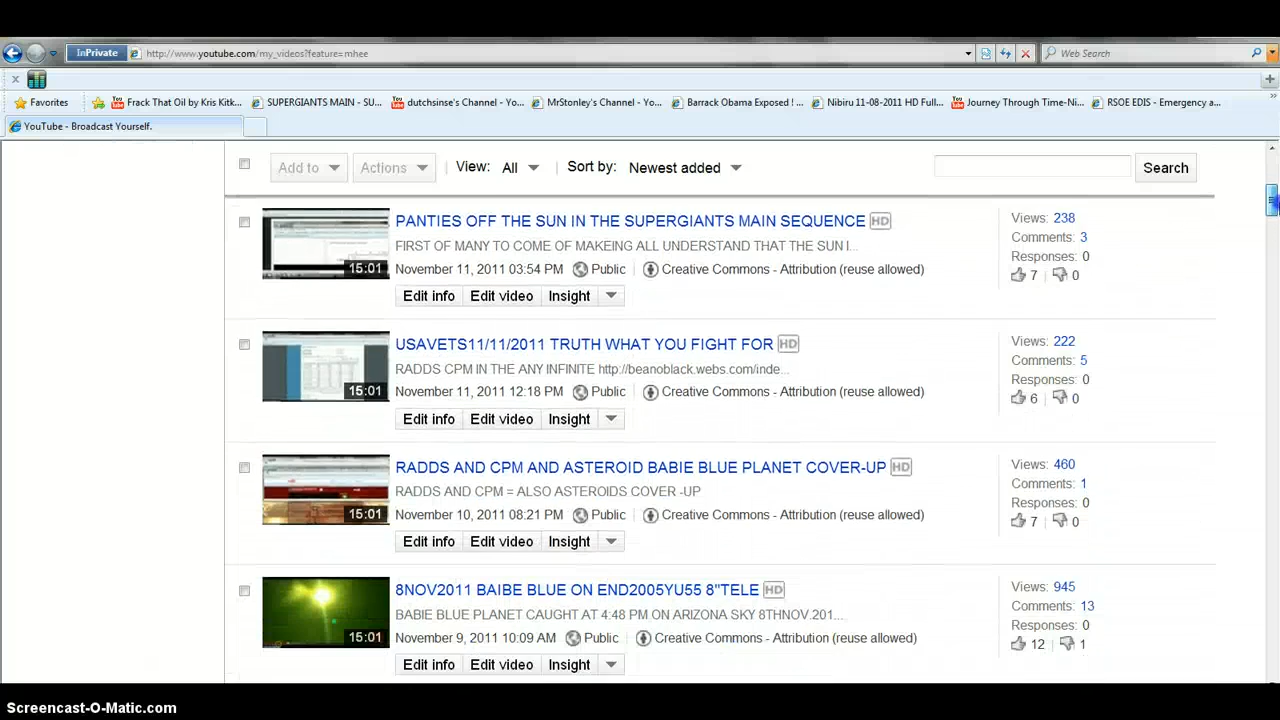 InPrivate http://www.youtube.com/my_videos?feature=mhee Web Search
Favorites Frack That Oil by Kris Kitk... SUPERGIANTS MAIN - SU... dutchsinse's Channel - Yo... MrStonley's Channel - Yo... Barrack Obama Exposed ! ... Nibiru 11-08-2011 HD Full... Journey Through Time-Ni... RSOE EDIS - Emergency a...
YouTube - Broadcast Yourself.
Add to Actions View: All Sort by: Newest added Search
PANTIES OFF THE SUN IN THE SUPERGIANTS MAIN SEQUENCE HD
FIRST OF MANY TO COME OF MAKEING ALL UNDERSTAND THAT THE SUN I...
15:01 November 11, 2011 03:54 PM Public Creative Commons - Attribution (reuse allowed)
Edit info Edit video Insight
Views: 238
Comments: 3
Responses: 0
7 0
USAVETS11/11/2011 TRUTH WHAT YOU FIGHT FOR HD
RADDS CPM IN THE ANY INFINITE http://beanoblack.webs.com/inde...
15:01 November 11, 2011 12:18 PM Public Creative Commons - Attribution (reuse allowed)
Edit info Edit video Insight
Views: 222
Comments: 5
Responses: 0
6 0
RADDS AND CPM AND ASTEROID BABIE BLUE PLANET COVER-UP HD
RADDS AND CPM = ALSO ASTEROIDS COVER -UP
15:01 November 10, 2011 08:21 PM Public Creative Commons - Attribution (reuse allowed)
Edit info Edit video Insight
Views: 460
Comments: 1
Responses: 0
7 0
8NOV2011 BAIBE BLUE ON END2005YU55 8"TELE HD
BABIE BLUE PLANET CAUGHT AT 4:48 PM ON ARIZONA SKY 8THNOV.201...
15:01 November 9, 2011 10:09 AM Public Creative Commons - Attribution (reuse allowed)
Edit info Edit video Insight
Views: 945
Comments: 13
Responses: 0
12 1
Screencast-O-Matic.com